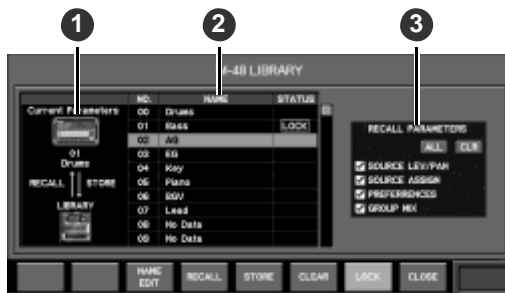 1 2 3
M-48 LIBRARY
NO. NAME STATUS
Current Parameters
01
Drums
RECALL STORE
LIBRARY
00 Drums
01 Bass LOCK
02 AG
03 EG
04 Key
05 Piano
06 BGV
07 Lead
08 No Data
09 No Data
RECALL PARAMETERS
ALL CLR
SOURCE LEV/PAN
SOURCE ASSIGN
PREFERRENCES
GROUP MIX
NAME EDIT
RECALL
STORE
CLEAR
LOCK
CLOSE